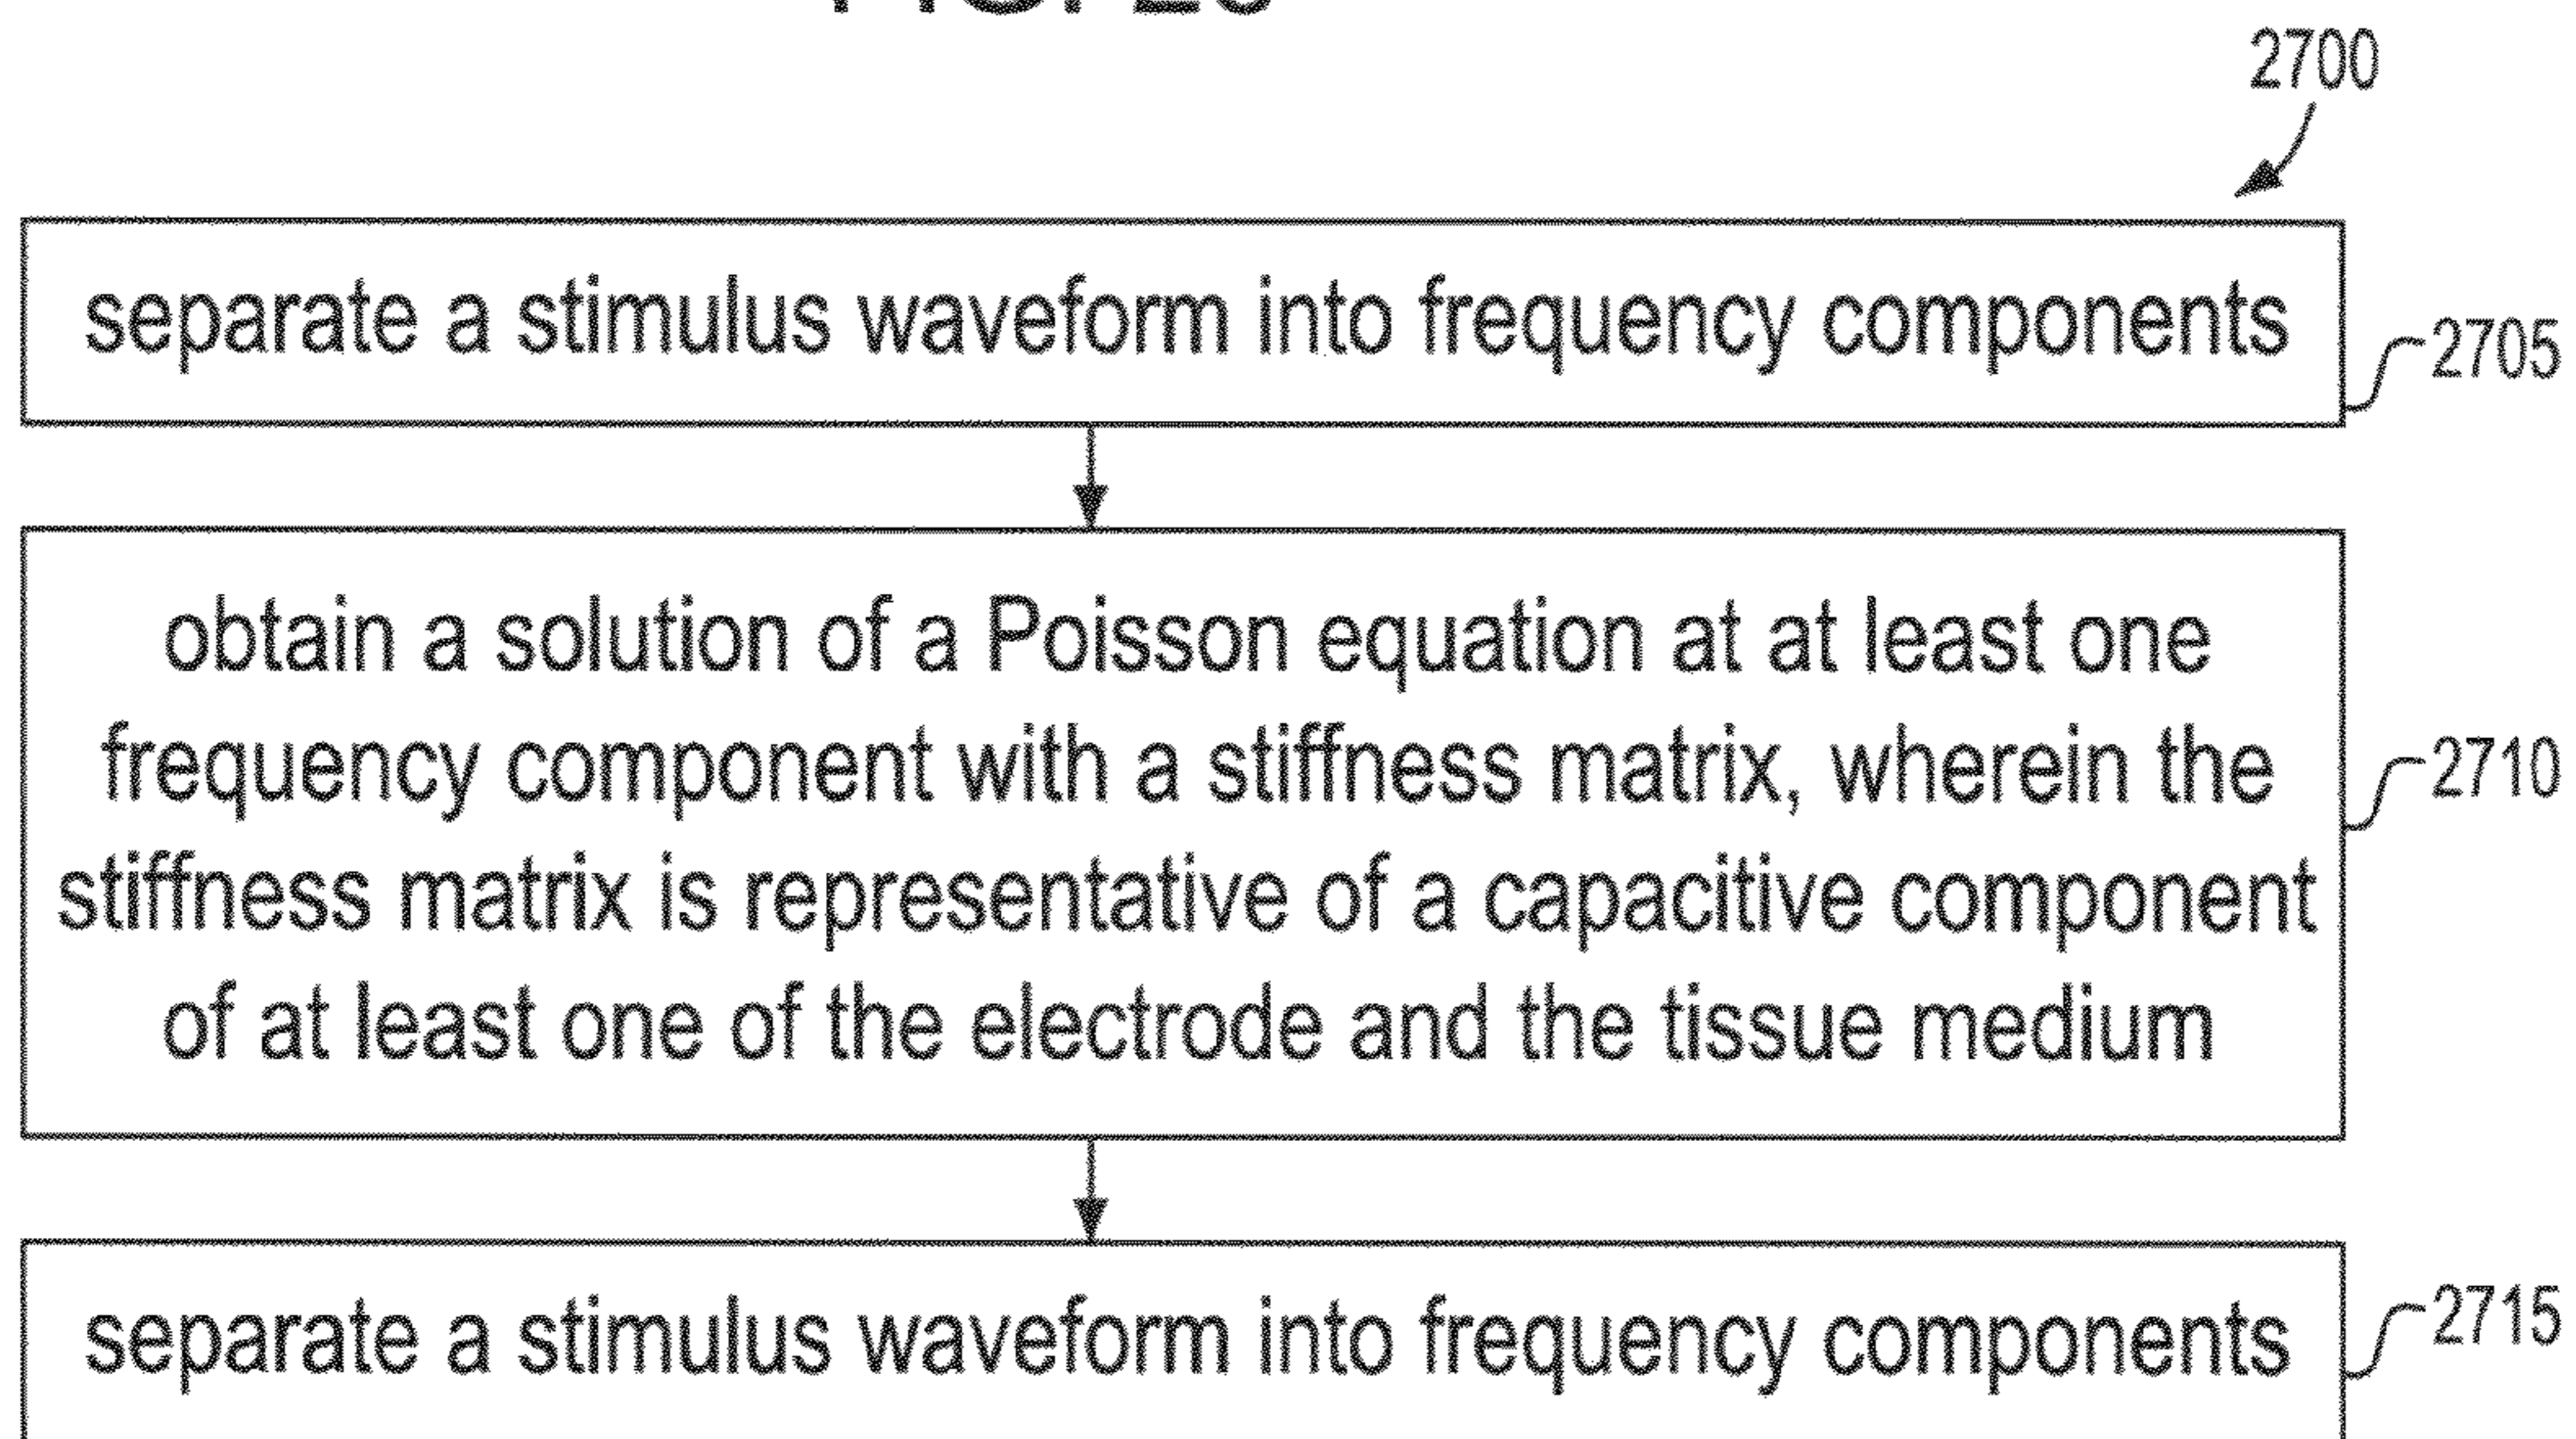 2700
separate a stimulus waveform into frequency components
2705
obtain a solution of a Poisson equation at at least one
frequency component with a stiffness matrix, wherein the
2710
stiffness matrix is representative of a capacitive component
of at least one of the electrode and the tissue medium
separate a stimulus waveform into frequency components
2715